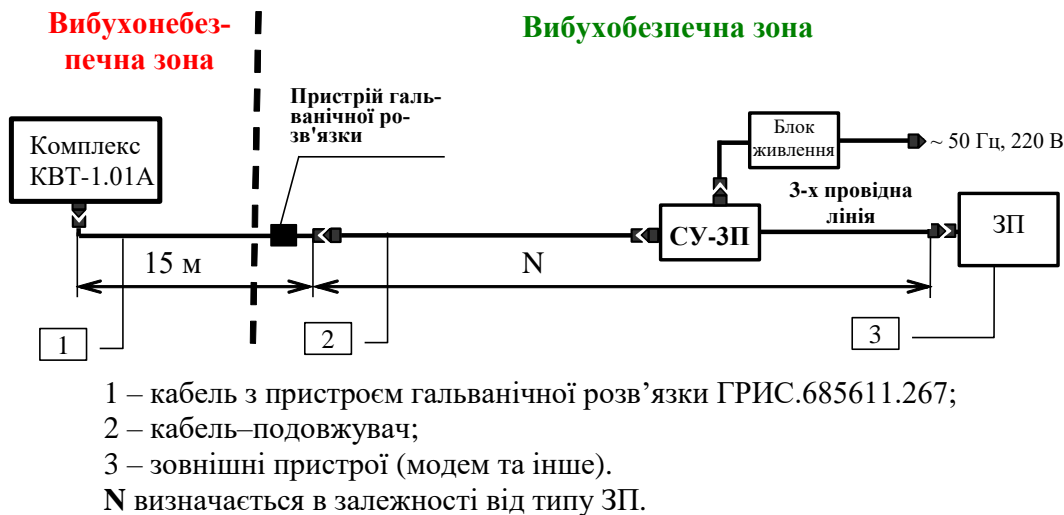 Вибухонебез-
печна зона
Вибухобезпечна зона
Пристрій галь-
ванічної ро-
зв'язки
Комплекс
КВТ-1.01А
Блок
живлення
~ 50 Гц, 220 В
3-х провідна
лінія
СУ-ЗП
ЗП
15 м
N
1
2
3
1 – кабель з пристроєм гальванічної розв’язки ГРИС.685611.267;
2 – кабель–подовжувач;
3 – зовнішні пристрої (модем та інше).
N визначається в залежності від типу ЗП.